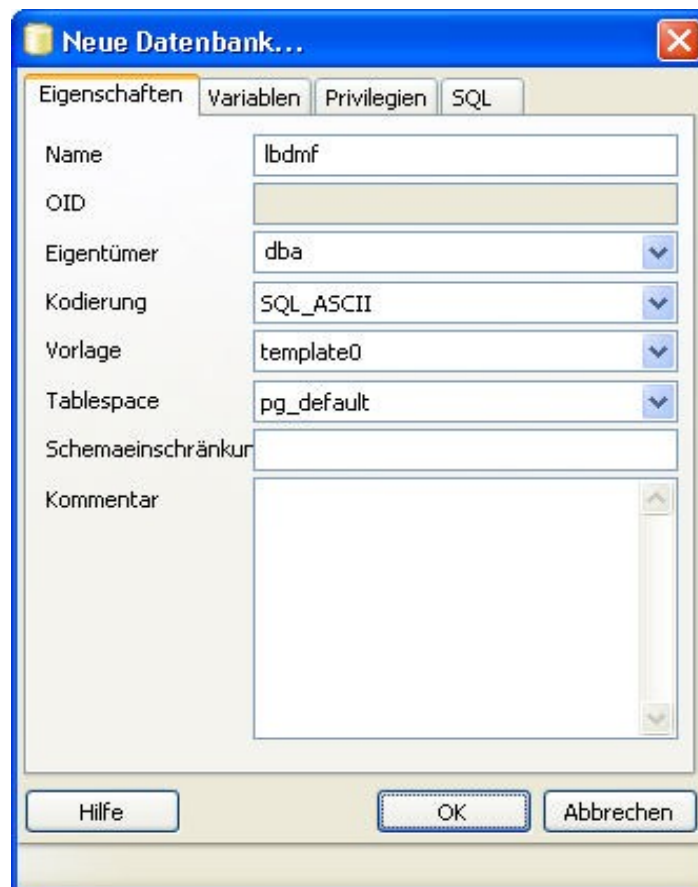 Neue Datenbank...
Eigenschaften Variablen Privilegien SQL
Name lbdmf
OID
Eigentümer dba
Kodierung SQL_ASCII
Vorlage template0
Tablespace pg_default
Schemaeinschränkur
Kommentar
Hilfe OK Abbrechen